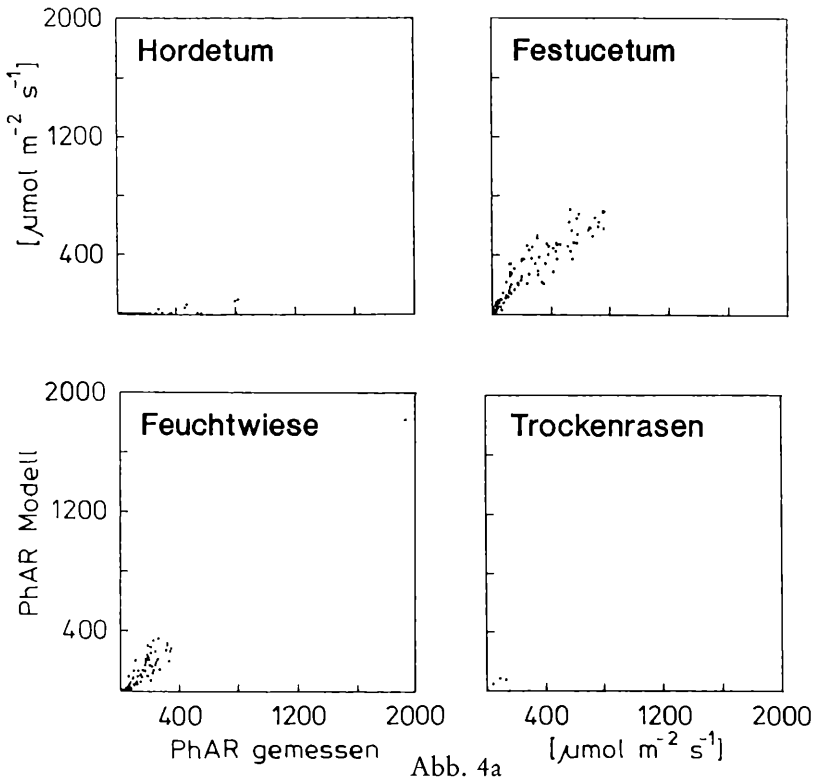 2000
Hordetum
Festucetum
[µmol m⁻² s⁻¹]
1200
400
2000
Feuchtwiese
Trockenrasen
PhAR Modell
1200
400
400 1200 2000
400 1200 2000
PhAR gemessen
[µmol m⁻² s⁻¹]
Abb. 4a